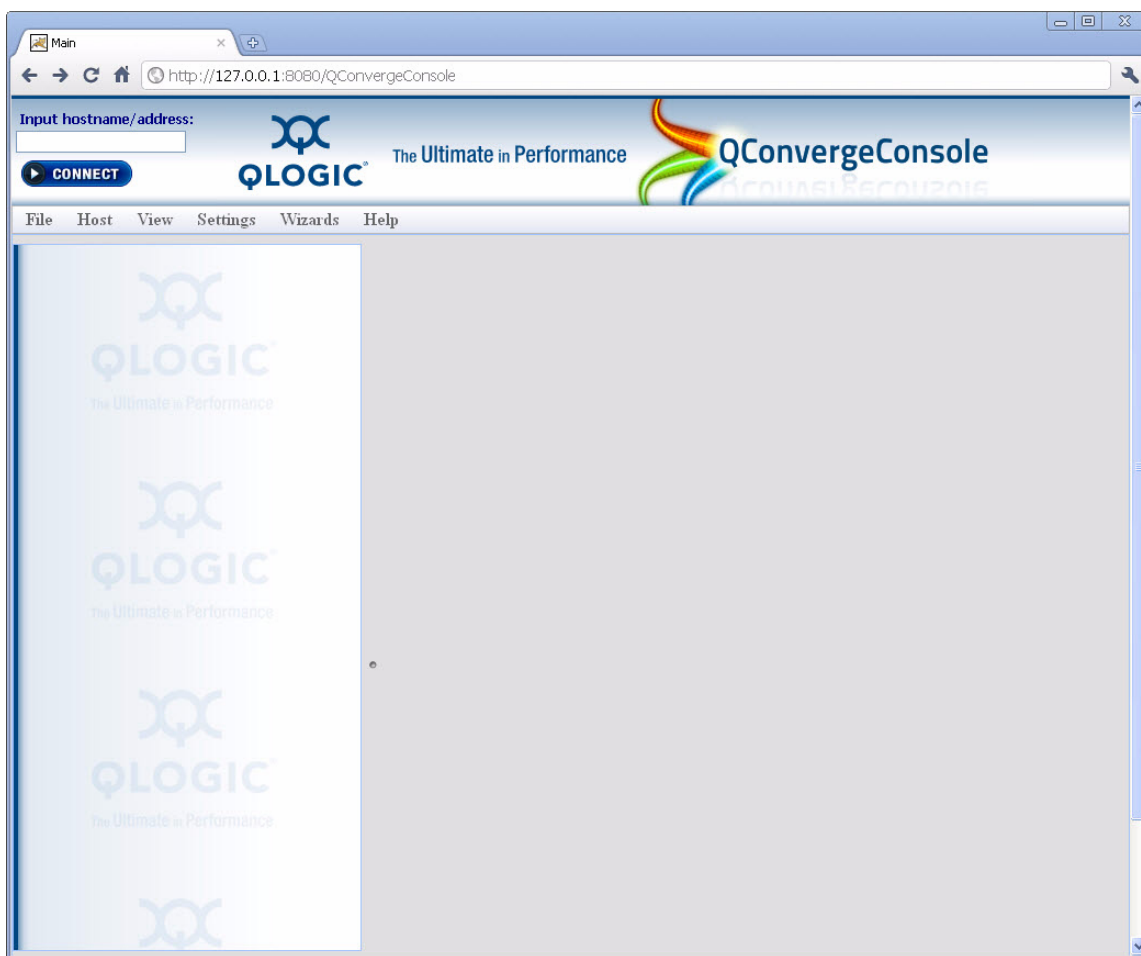 Main
http://127.0.0.1:8080/QConvergeConsole
Input hostname/address:
CONNECT
QLOGIC
The Ultimate in Performance
QConvergeConsole
File Host View Settings Wizards Help
QLOGIC
The Ultimate in Performance
QLOGIC
The Ultimate in Performance
QLOGIC
The Ultimate in Performance